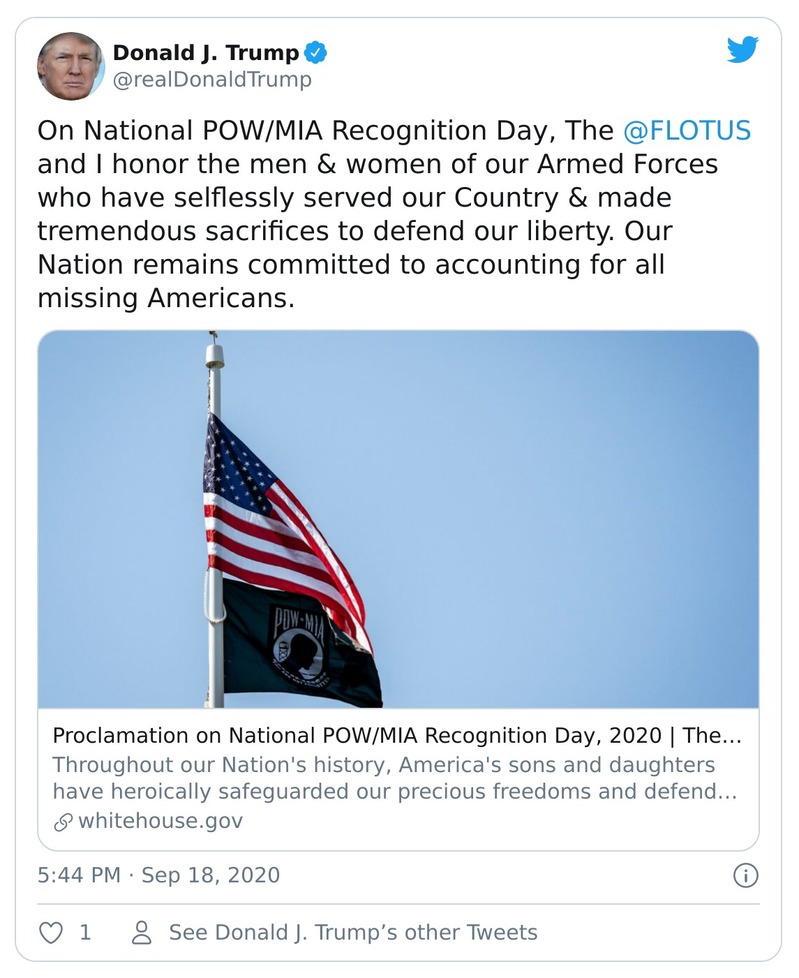 Donald J. Trump
@realDonaldTrump
On National POW/MIA Recognition Day, The @FLOTUS
and I honor the men & women of our Armed Forces
who have selflessly served our Country & made
tremendous sacrifices to defend our liberty. Our
Nation remains committed to accounting for all
missing Americans.
POW★MIA
Proclamation on National POW/MIA Recognition Day, 2020 | The...
Throughout our Nation's history, America's sons and daughters
have heroically safeguarded our precious freedoms and defend...
whitehouse.gov
5:44 PM · Sep 18, 2020
1 See Donald J. Trump’s other Tweets